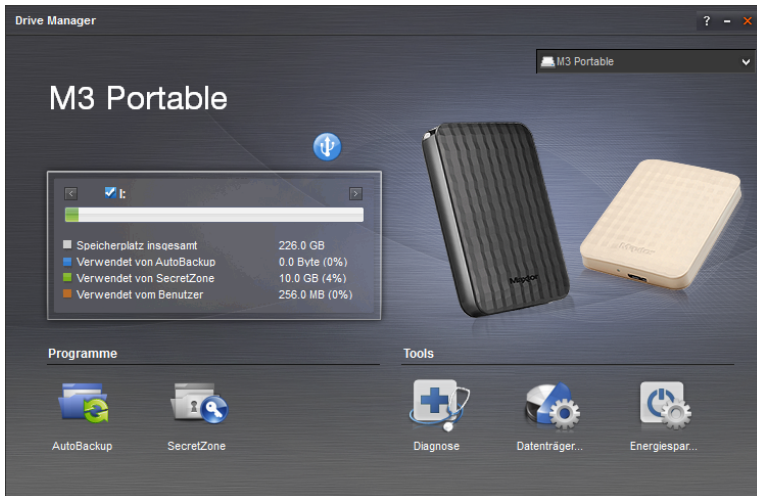 Drive Manager
? -
M3 Portable
M3 Portable
I:
Speicherplatz insgesamt 226.0 GB
Verwendet von AutoBackup 0.0 Byte (0%)
Verwendet von SecretZone 10.0 GB (4%)
Verwendet vom Benutzer 256.0 MB (0%)
Maxtor
Maxtor
Programme
Tools
AutoBackup
SecretZone
Diagnose
Datenträger...
Energiespar...